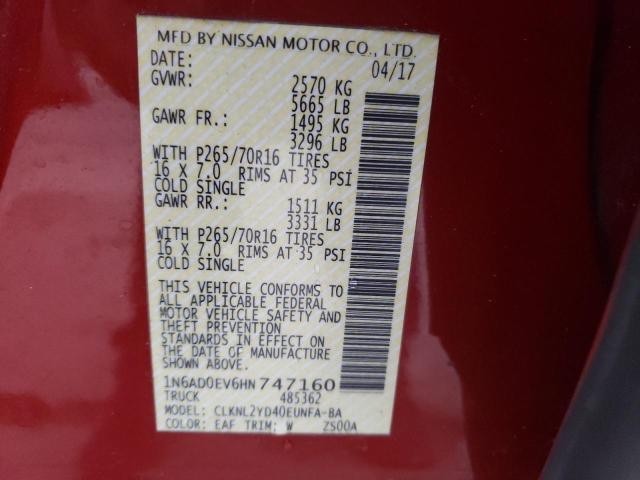 MFD BY NISSAN MOTOR CO., LTD.
DATE: 04/17
GVWR: 2570 KG
5665 LB
GAWR FR.: 1495 KG
3296 LB
WITH P265/70R16 TIRES
16 X 7.0 RIMS AT 35 PSI
COLD SINGLE
GAWR RR.: 1511 KG
3331 LB
WITH P265/70R16 TIRES
16 X 7.0 RIMS AT 35 PSI
COLD SINGLE
THIS VEHICLE CONFORMS TO
ALL APPLICABLE FEDERAL
MOTOR VEHICLE SAFETY AND
THEFT PREVENTION
STANDARDS IN EFFECT ON
THE DATE OF MANUFACTURE
SHOWN ABOVE.
1N6AD0EV6HN747160
TRUCK 485362
MODEL: CLKNL2YD40EUNFA-BA
COLOR: EAF TRIM: W ZS00A